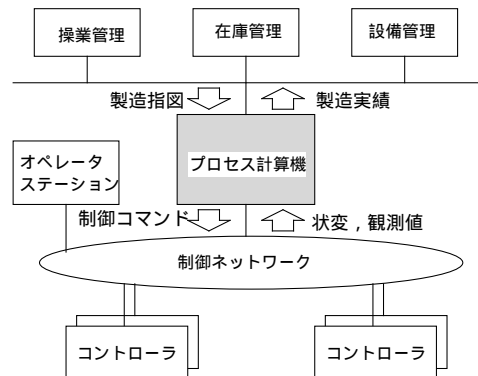 操業管理
在庫管理
設備管理
製造指図
製造実績
オペレータ
ステーション
プロセス計算機
制御コマンド
状変，観測値
制御ネットワーク
コントローラ
コントローラ